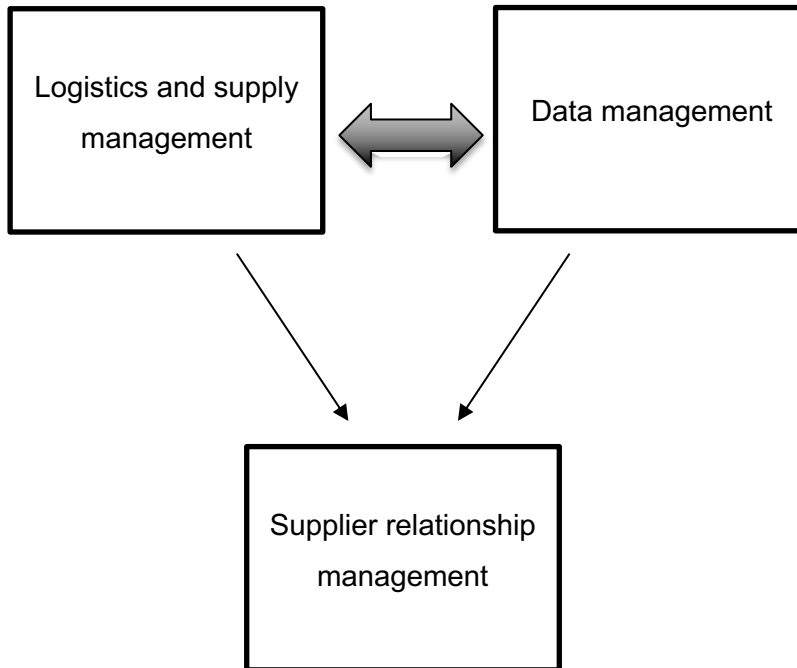 Logistics and supply
management
Data management
Supplier relationship
management